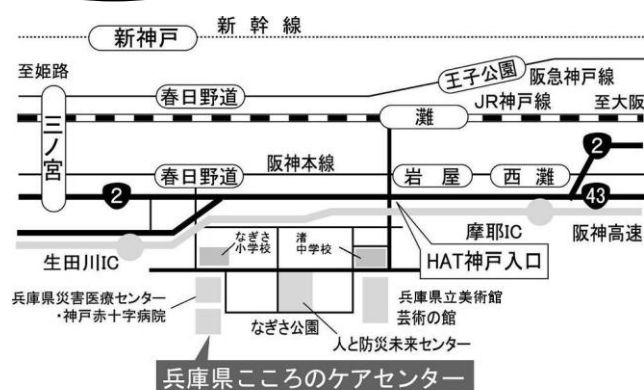 新幹線
新神戸
至姫路
王子公園
阪急神戸線
春日野道
JR神戸線
至大阪
灘
三ノ宮
2
阪神本線
春日野道
岩屋
西灘
2
43
なぎさ
小学校
渚
中学校
摩耶IC
阪神高速
生田川IC
HAT神戸入口
兵庫県災害医療センター
・神戸赤十字病院
兵庫県立美術館
芸術の館
なぎさ公園
人と防災未来センター
兵庫県こころのケアセンター